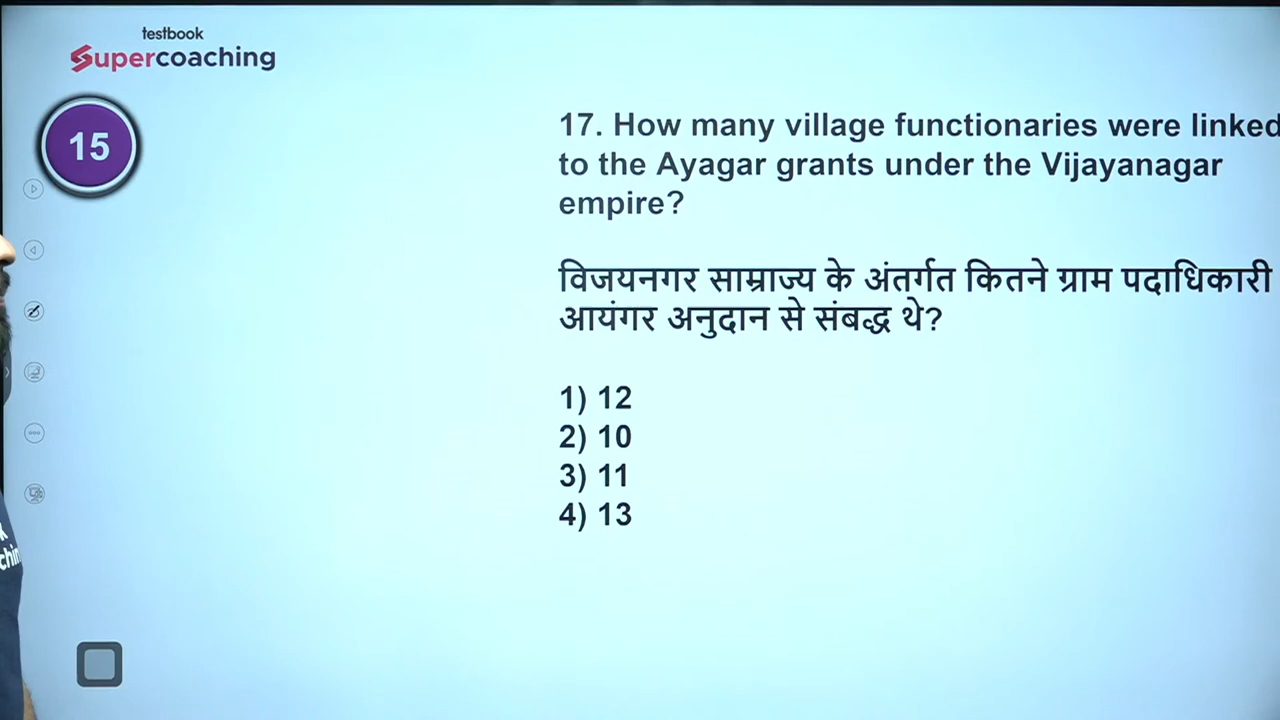 testbook
Supercoaching
15
17. How many village functionaries were linked
to the Ayagar grants under the Vijayanagar
empire?
विजयनगर साम्राज्य के अंतर्गत कितने ग्राम पदाधिकारी
आयंगर अनुदान से संबद्ध थे?
1) 12
2) 10
3) 11
4) 13